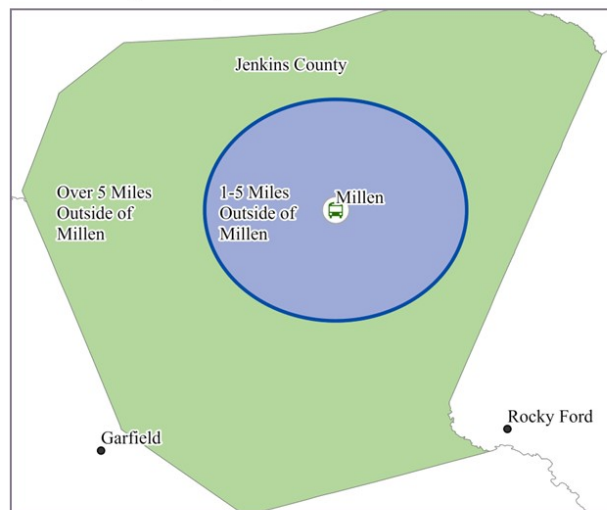 Jenkins County
Over 5 Miles
Outside of
Millen
1-5 Miles
Outside of
Millen
Millen
Garfield
Rocky Ford